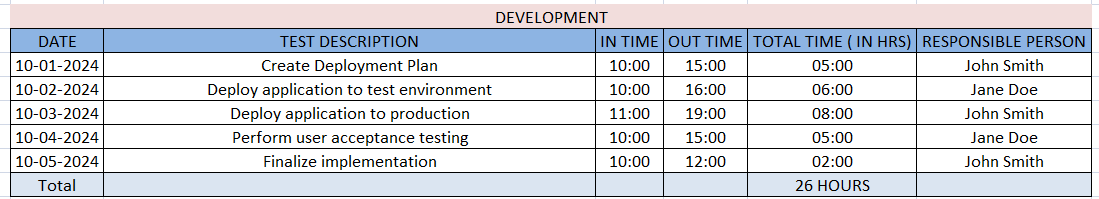 DEVELOPMENT
DATE TEST DESCRIPTION IN TIME OUT TIME TOTAL TIME ( IN HRS) RESPONSIBLE PERSON
10-01-2024 Create Deployment Plan 10:00 15:00 05:00 John Smith
10-02-2024 Deploy application to test environment 10:00 16:00 06:00 Jane Doe
10-03-2024 Deploy application to production 11:00 19:00 08:00 John Smith
10-04-2024 Perform user acceptance testing 10:00 15:00 05:00 Jane Doe
10-05-2024 Finalize implementation 10:00 12:00 02:00 John Smith
Total 26 HOURS